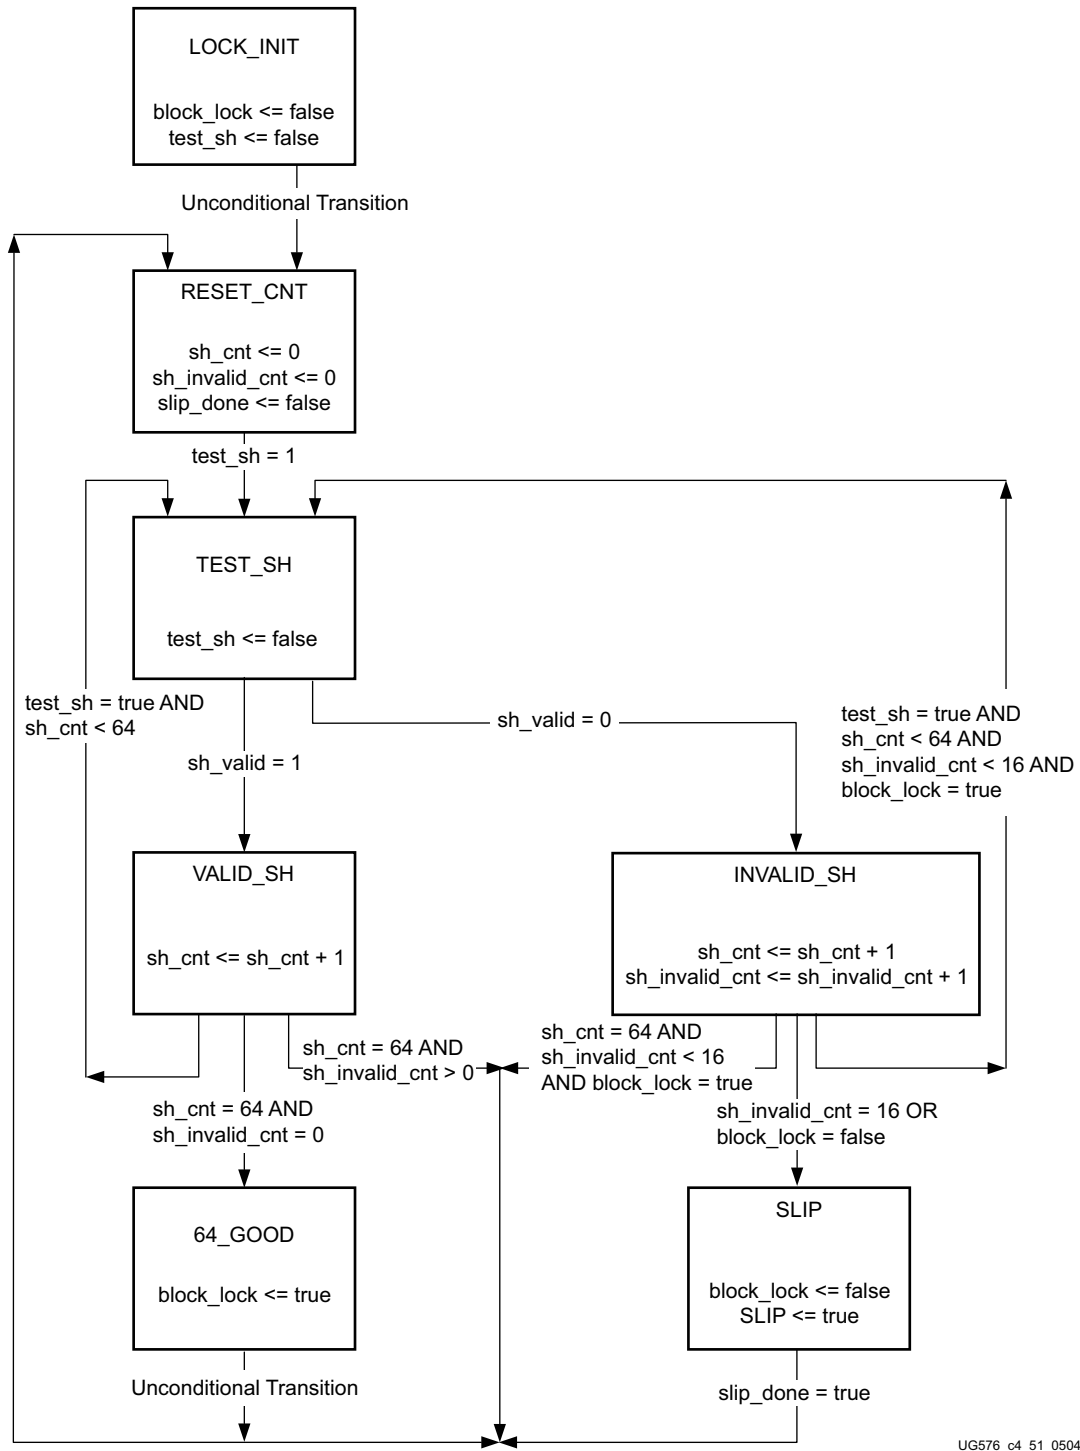 LOCK_INIT
block_lock <= false
test_sh <= false
Unconditional Transition
RESET_CNT
sh_cnt <= 0
sh_invalid_cnt <= 0
slip_done <= false
test_sh = 1
TEST_SH
test_sh <= false
test_sh = true AND
sh_cnt < 64
sh_valid = 0
sh_valid = 1
test_sh = true AND
sh_cnt < 64 AND
sh_invalid_cnt < 16 AND
block_lock = true
VALID_SH
sh_cnt <= sh_cnt + 1
INVALID_SH
sh_cnt <= sh_cnt + 1
sh_invalid_cnt <= sh_invalid_cnt + 1
sh_cnt = 64 AND
sh_invalid_cnt > 0
sh_cnt = 64 AND
sh_invalid_cnt < 16
AND block_lock = true
sh_cnt = 64 AND
sh_invalid_cnt = 0
sh_invalid_cnt = 16 OR
block_lock = false
64_GOOD
block_lock <= true
SLIP
block_lock <= false
SLIP <= true
Unconditional Transition
slip_done = true
UG576_c4_51_0504